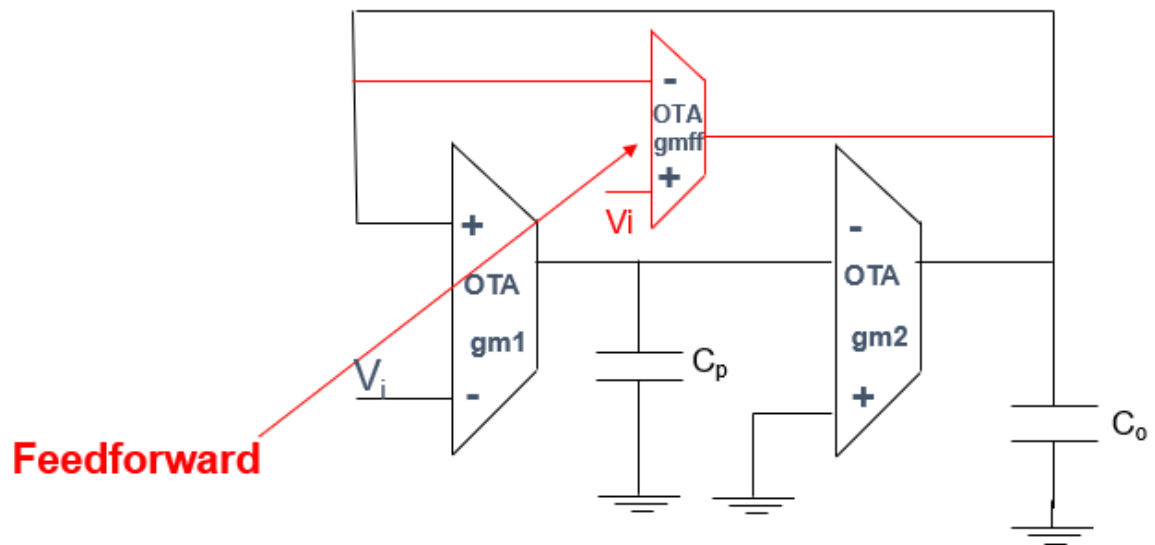 -
OTA
gmff
+
Vi
+
OTA
gm1
Vi
-
-
OTA
gm2
+
Cp
Co
Feedforward